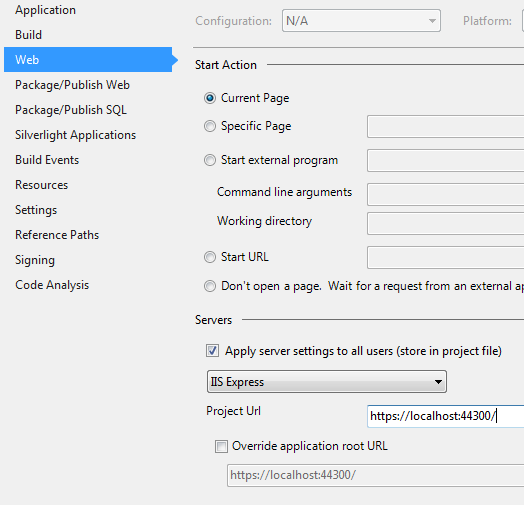 Application
Build
Web
Package/Publish Web
Package/Publish SQL
Silverlight Applications
Build Events
Resources
Settings
Reference Paths
Signing
Code Analysis
Configuration: N/A Platform:
Start Action
Current Page
Specific Page
Start external program
Command line arguments
Working directory
Start URL
Don't open a page. Wait for a request from an external
Servers
Apply server settings to all users (store in project file)
IIS Express
Project Url https://localhost:44300/
Override application root URL
https://localhost:44300/